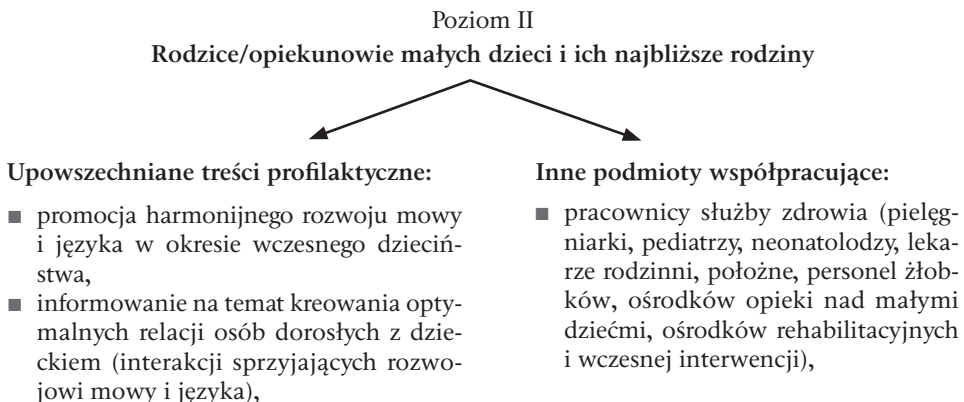 Poziom II
Rodzice/opiekunowie małych dzieci i ich najbliższe rodziny
Upowszechniane treści profilaktyczne:
■ promocja harmonijnego rozwoju mowy
i języka w okresie wczesnego dzieciń-
stwa,
■ informowanie na temat kreowania opty-
malnych relacji osób dorosłych z dzie-
ckiem (interakcji sprzyjających rozwo-
jowi mowy i języka),
Inne podmioty współpracujące:
■ pracownicy służby zdrowia (pielęg-
niarki, pediatrzy, neonatolodzy, leka-
rze rodzinni, położne, personel żłob-
ków, ośrodków opieki nad małymi
dziećmi, ośrodków rehabilitacyjnych
i wczesnej interwencji),